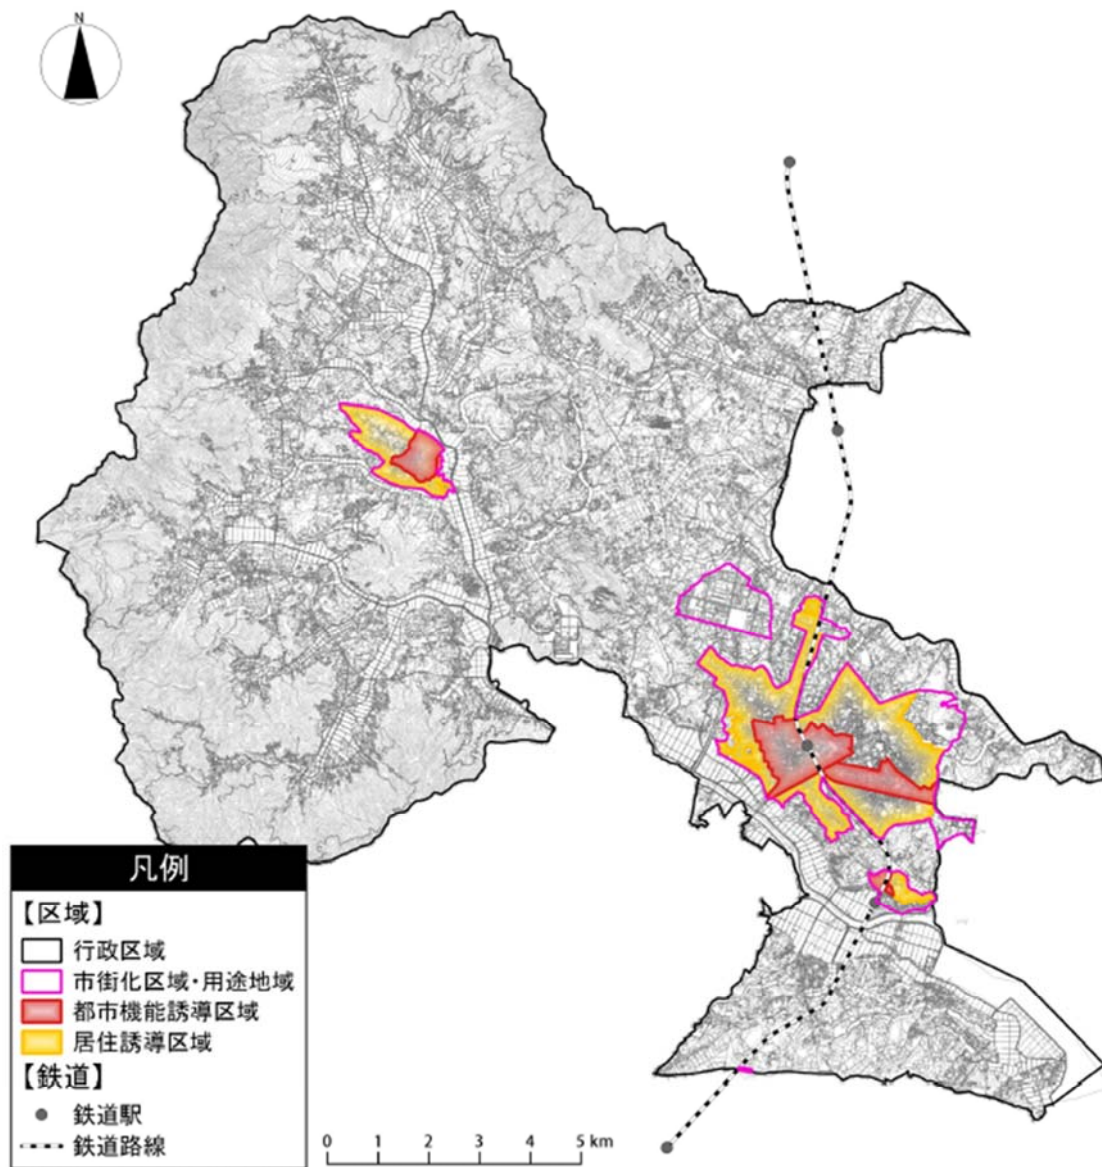 N
凡例
【区域】
行政区域
市街化区域・用途地域
都市機能誘導区域
居住誘導区域
【鉄道】
鉄道駅
鉄道路線
0 1 2 3 4 5 km